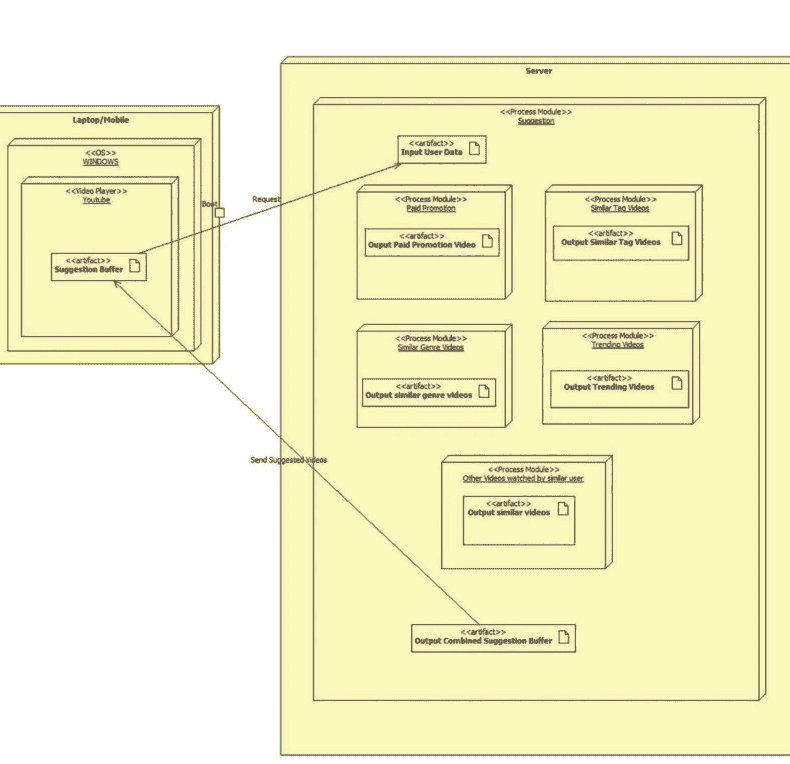 Server
Laptop/Mobile
<<OS>>
WINDOWS
<<Video Player>>
Youtube
<<artifact>>
Suggestion Buffer
Boot
Request
Send Suggested Videos
<<Process Module>>
Suggestion
<<artifact>>
Input User Data
<<Process Module>>
Paid Promotion
<<artifact>>
Ouput Paid Promotion Video
<<Process Module>>
Similar Tag Videos
<<artifact>>
Output Similar Tag Videos
<<Process Module>>
Similar Genre Videos
<<artifact>>
Output similar genre videos
<<Process Module>>
Trending Videos
<<artifact>>
Output Trending Videos
<<Process Module>>
Other Videos watched by similar user
<<artifact>>
Output similar videos
<<artifact>>
Output Combined Suggestion Buffer